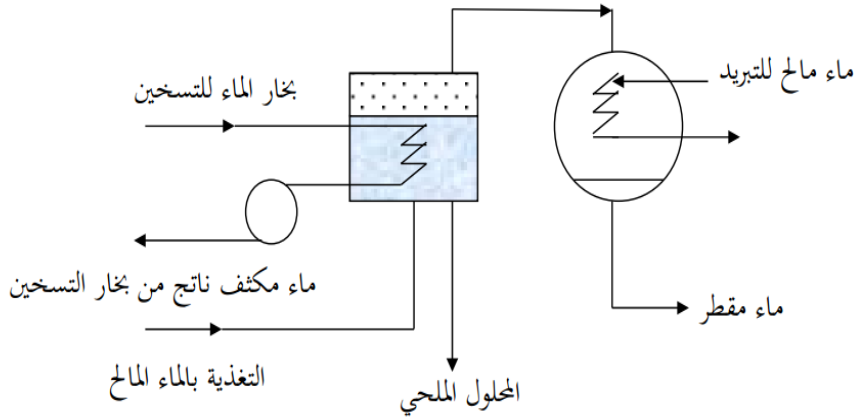 ماء مالح للتبريد
بخار الماء للتسخين
ماء مكثف ناتج من بخار التسخين
ماء مقطر
التغذية بالماء المالح
المحلول الملحي